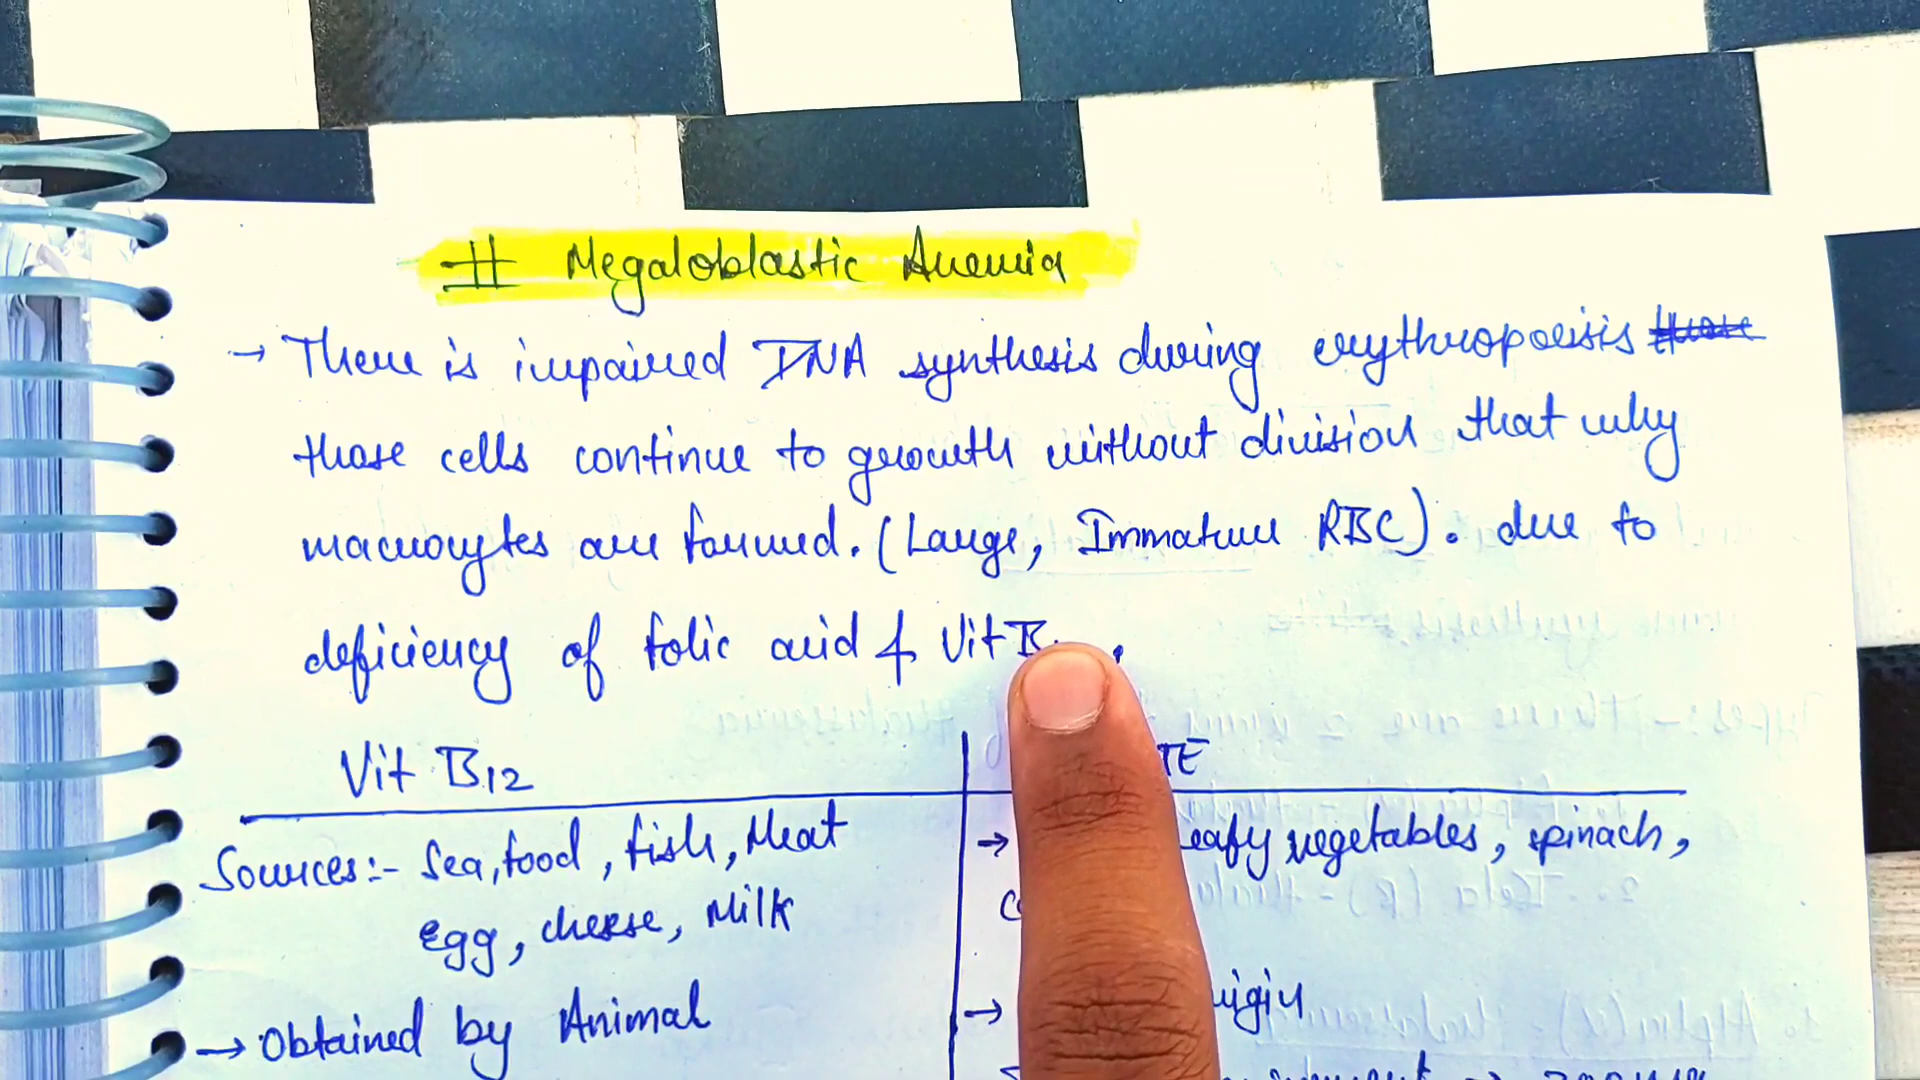 # Megaloblastic Anemia
→ There is impaired DNA synthesis during erythropoeisis
those cells continue to growth without division that why
macrocytes are formed. (Large, Immature RBC). due to
deficiency of folic acid & Vit B
Vit B12
Sources:- Sea,food, fish, Meat
→ vegetables, spinach,
egg, cheese, Milk
→ Obtained by Animal
→